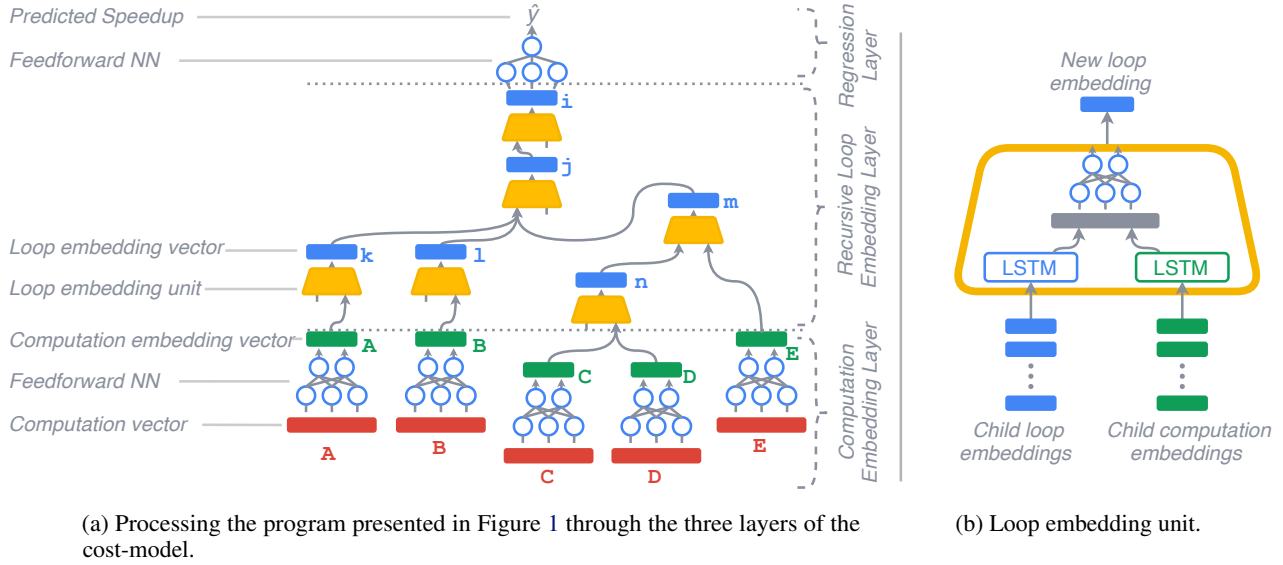 Predicted Speedup
ŷ
Feedforward NN
Regression
Layer
i
j
m
Recursive Loop
Embedding Layer
Loop embedding vector
k
l
Loop embedding unit
n
Computation embedding vector
A
B
E
C
D
Feedforward NN
Computation vector
A
B
E
C
D
Computation
Embedding Layer
(a) Processing the program presented in Figure 1 through the three layers of the
cost-model.
New loop
embedding
LSTM
LSTM
Child loop
embeddings
Child computation
embeddings
(b) Loop embedding unit.